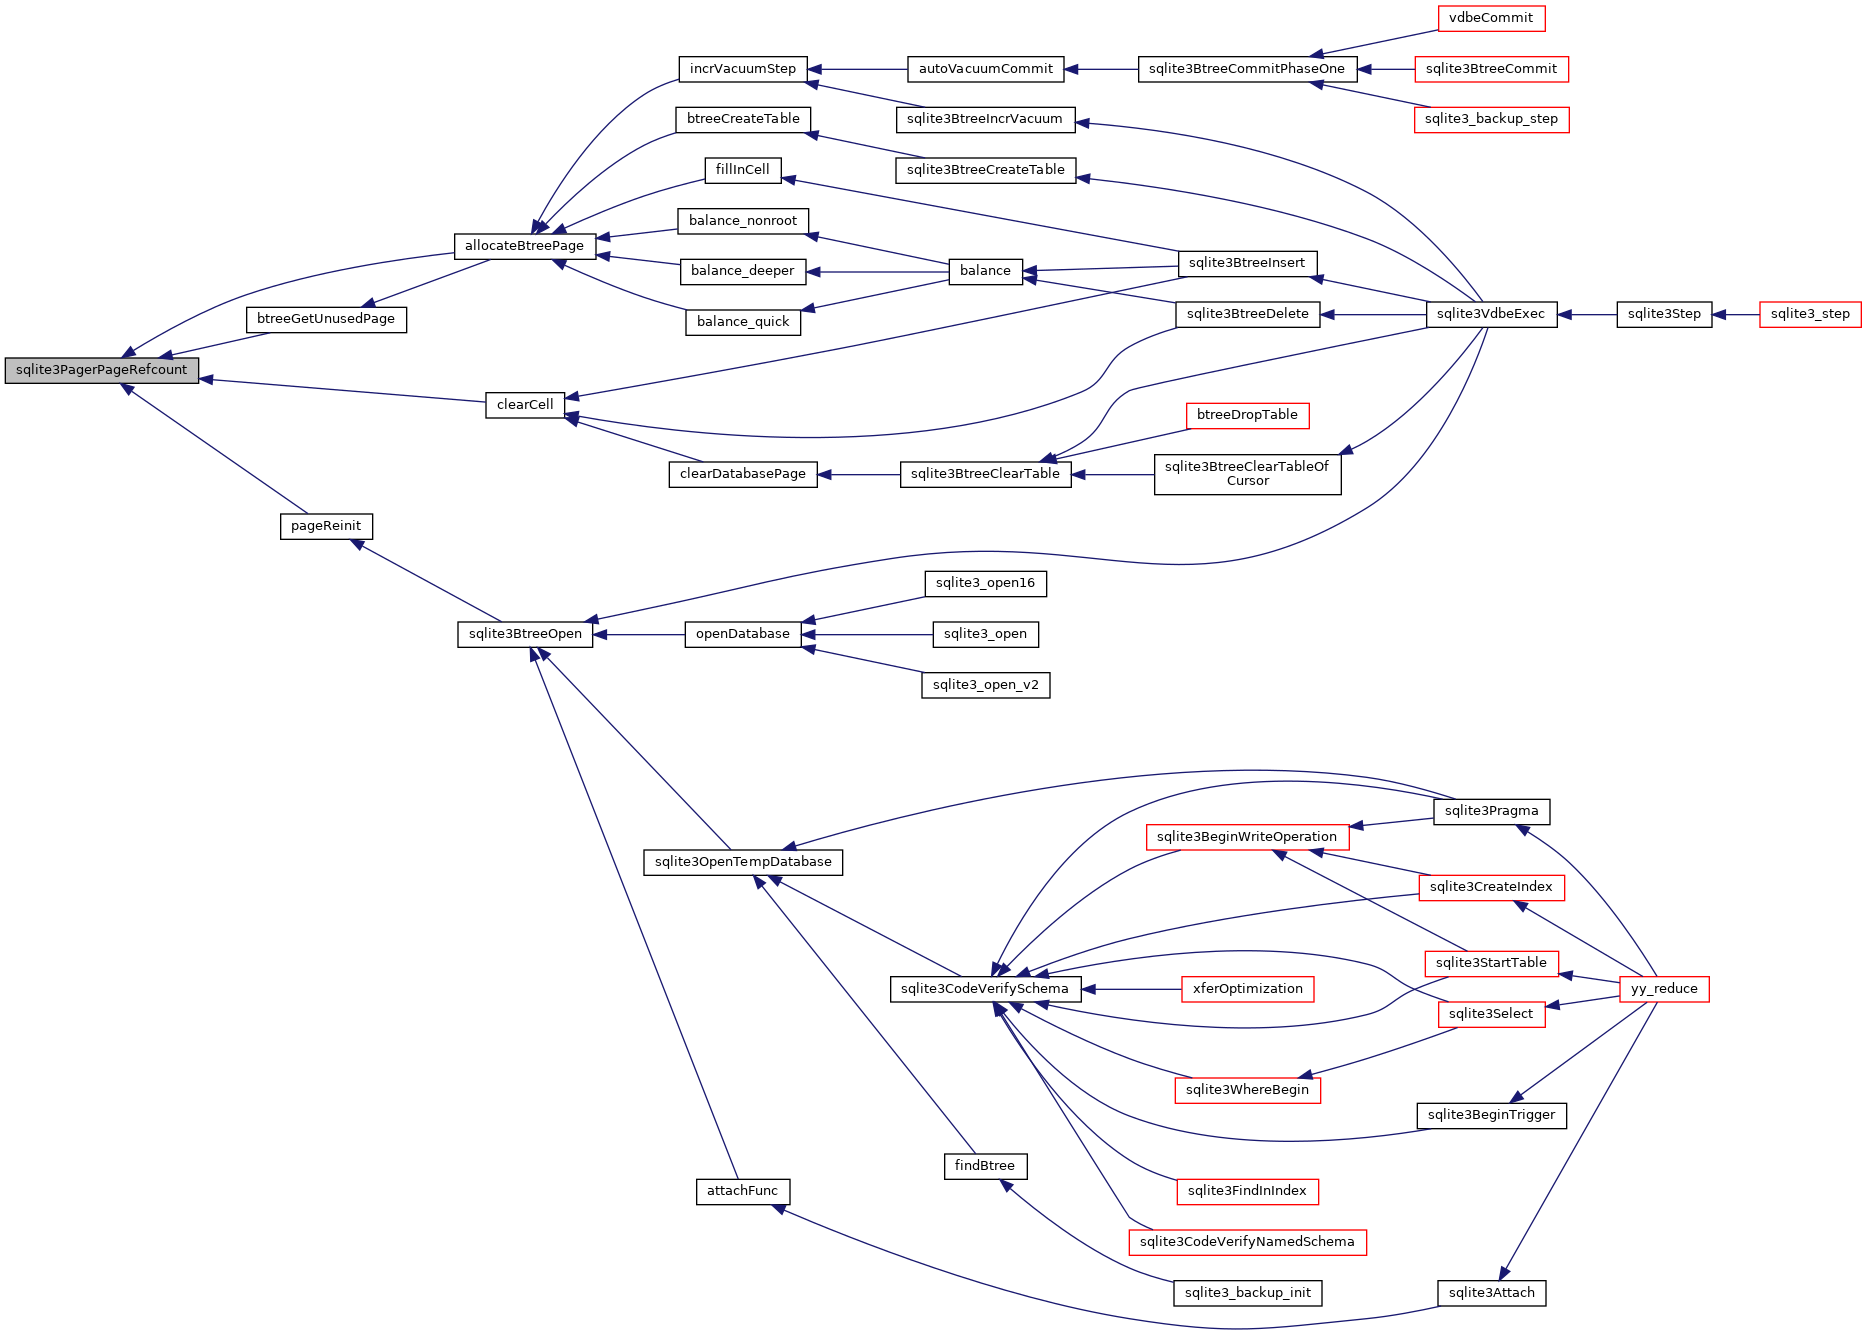 vdbeCommit
incrVacuumStep
autoVacuumCommit
sqlite3BtreeCommitPhaseOne
sqlite3BtreeCommit
btreeCreateTable
sqlite3BtreeIncrVacuum
sqlite3_backup_step
fillInCell
sqlite3BtreeCreateTable
balance_nonroot
allocateBtreePage
balance_deeper
balance
sqlite3BtreeInsert
btreeGetUnusedPage
balance_quick
sqlite3BtreeDelete
sqlite3VdbeExec
sqlite3Step
sqlite3_step
sqlite3PagerPageRefcount
clearCell
btreeDropTable
clearDatabasePage
sqlite3BtreeClearTable
sqlite3BtreeClearTableOf
Cursor
pageReinit
sqlite3_open16
sqlite3BtreeOpen
openDatabase
sqlite3_open
sqlite3_open_v2
sqlite3Pragma
sqlite3BeginWriteOperation
sqlite3OpenTempDatabase
sqlite3CreateIndex
sqlite3StartTable
sqlite3CodeVerifySchema
xferOptimization
yy_reduce
sqlite3Select
sqlite3WhereBegin
sqlite3BeginTrigger
findBtree
attachFunc
sqlite3FindInIndex
sqlite3CodeVerifyNamedSchema
sqlite3_backup_init
sqlite3Attach